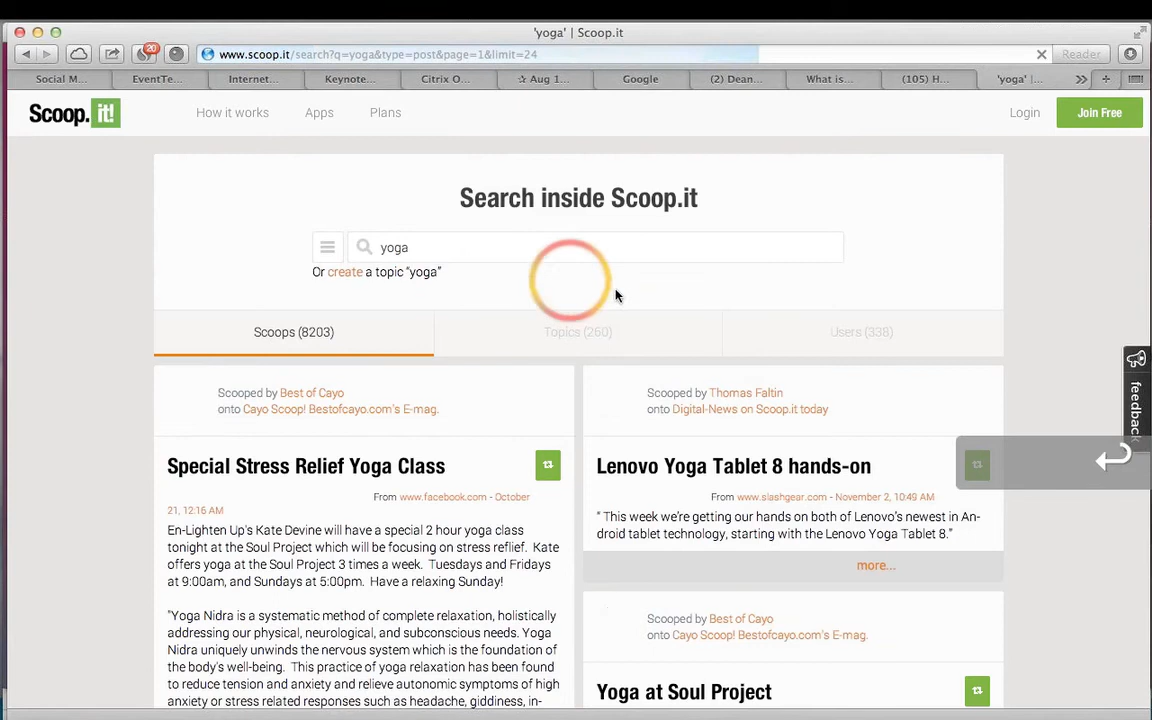 'yoga' | Scoop.it
20
www.scoop.it/search?q=yoga&type=post&page=1&limit=24
Reader
Social M...
EventTe...
Internet...
Keynote...
Citrix O...
☆ Aug 1...
Google
(2) Dean...
What is...
(105) H...
'yoga' |...
Scoop.it!
How it works
Apps
Plans
Login
Join Free
Search inside Scoop.it
yoga
Or create a topic "yoga"
Scoops (8203)
Topics (260)
Users (338)
Scooped by Best of Cayo
onto Cayo Scoop! Bestofcayo.com's E-mag.
Special Stress Relief Yoga Class
From www.facebook.com - October
21, 12:16 AM
En-Lighten Up's Kate Devine will have a special 2 hour yoga class
tonight at the Soul Project which will be focusing on stress relief. Kate
offers yoga at the Soul Project 3 times a week. Tuesdays and Fridays
at 9:00am, and Sundays at 5:00pm. Have a relaxing Sunday!
"Yoga Nidra is a systematic method of complete relaxation, holistically
addressing our physical, neurological, and subconscious needs. Yoga
Nidra uniquely unwinds the nervous system which is the foundation of
the body's well-being. This practice of yoga relaxation has been found
to reduce tension and anxiety and relieve autonomic symptoms of high
anxiety or stress related responses such as headache, giddiness, in-
Scooped by Thomas Faltin
onto Digital-News on Scoop.it today
Lenovo Yoga Tablet 8 hands-on
From www.slashgear.com - November 2, 10:49 AM
" This week we're getting our hands on both of Lenovo's newest in An-
droid tablet technology, starting with the Lenovo Yoga Tablet 8."
more...
Scooped by Best of Cayo
onto Cayo Scoop! Bestofcayo.com's E-mag.
Yoga at Soul Project
feedback